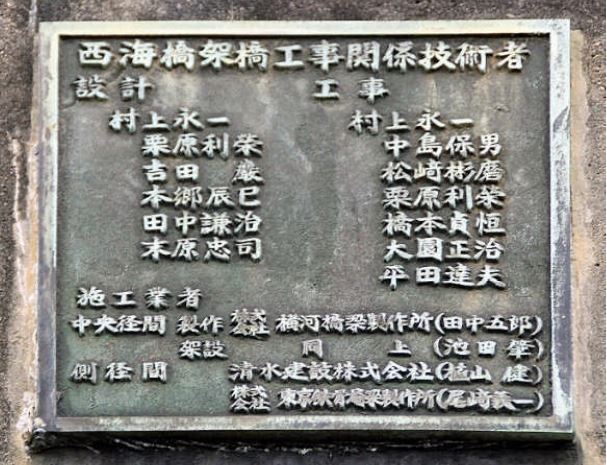 西海橋架橋工事関係技術者
設計 工事
村上永一 村上永一
栗原利栄 中島保男
吉田巌 松崎彬麿
本郷辰巳 栗原利栄
田中謙治 橋本貞恒
末原忠司 大園正治
平田達夫
施工業者
中央径間 製作 株式会社 横河橋梁製作所(田中五郎)
架設 同上 (池田肇)
側径間 清水建設株式会社(猛山健)
株式会社 東京鉄骨橋梁製作所(尾崎義一)